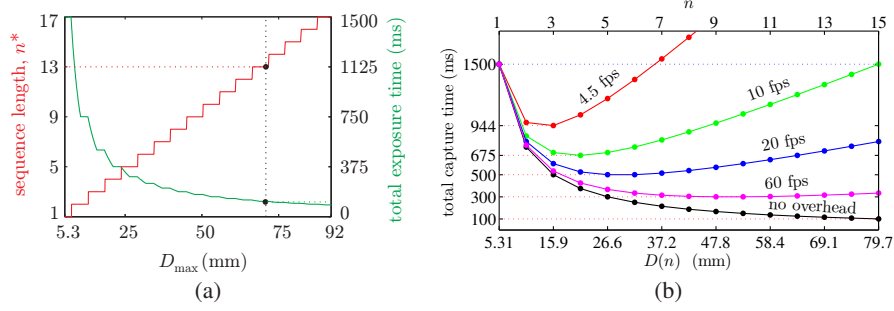 17
13
9
5
1
sequence length, n*
1500
1125
750
375
0
total exposure time (ms)
5.3 25 50 75 92
D_max (mm)
(a)
n
1 3 5 7 9 11 13 15
1500
944
675
500
300
100
total capture time (ms)
4.5 fps
10 fps
20 fps
60 fps
no overhead
5.31 15.9 26.6 37.2 47.8 58.4 69.1 79.7
D(n) (mm)
(b)